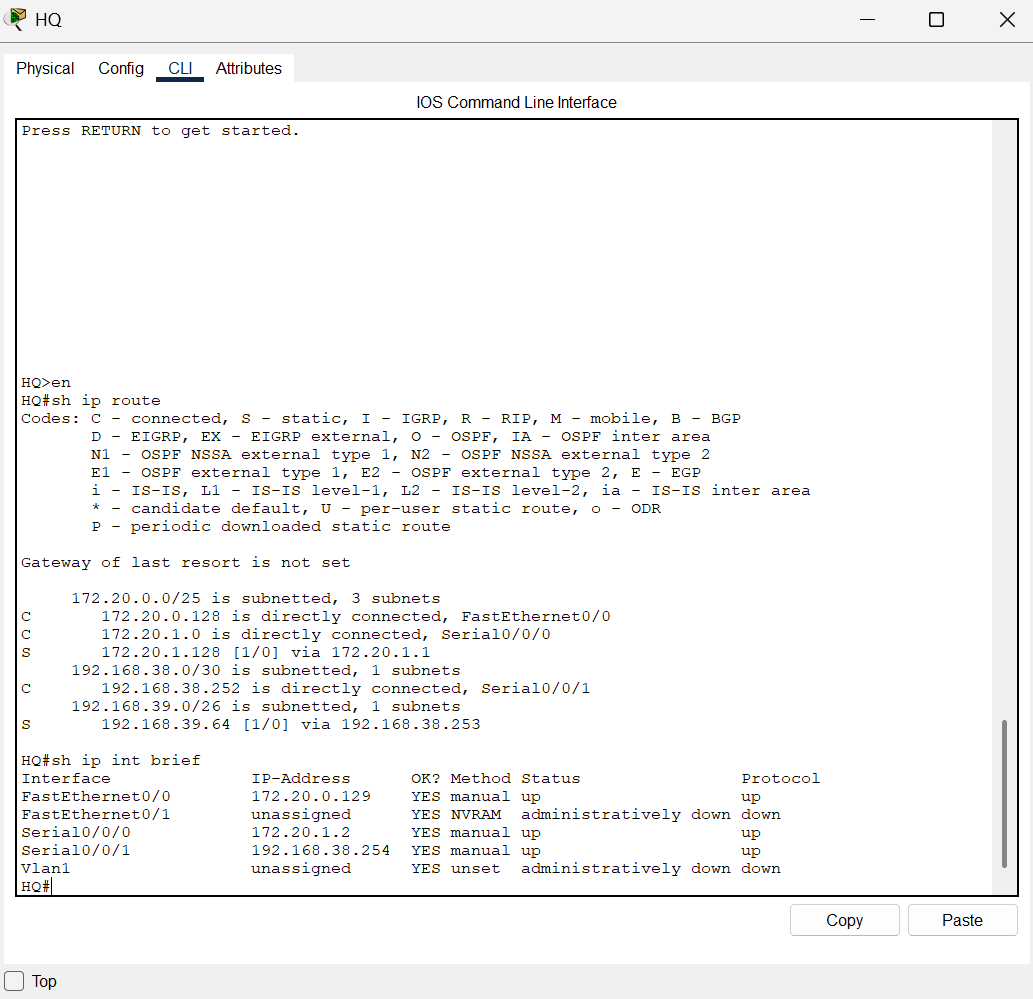 HQ
Physical Config CLI Attributes
IOS Command Line Interface
Press RETURN to get started.
HQ>en
HQ#sh ip route
Codes: C - connected, S - static, I - IGRP, R - RIP, M - mobile, B - BGP
       D - EIGRP, EX - EIGRP external, O - OSPF, IA - OSPF inter area
       N1 - OSPF NSSA external type 1, N2 - OSPF NSSA external type 2
       E1 - OSPF external type 1, E2 - OSPF external type 2, E - EGP
       i - IS-IS, L1 - IS-IS level-1, L2 - IS-IS level-2, ia - IS-IS inter area
       * - candidate default, U - per-user static route, o - ODR
       P - periodic downloaded static route
Gateway of last resort is not set
     172.20.0.0/25 is subnetted, 3 subnets
C       172.20.0.128 is directly connected, FastEthernet0/0
C       172.20.1.0 is directly connected, Serial0/0/0
S       172.20.1.128 [1/0] via 172.20.1.1
     192.168.38.0/30 is subnetted, 1 subnets
C       192.168.38.252 is directly connected, Serial0/0/1
     192.168.39.0/26 is subnetted, 1 subnets
S       192.168.39.64 [1/0] via 192.168.38.253
HQ#sh ip int brief
Interface              IP-Address      OK? Method Status                Protocol
FastEthernet0/0        172.20.0.129    YES manual up                    up
FastEthernet0/1        unassigned      YES NVRAM  administratively down down
Serial0/0/0            172.20.1.2      YES manual up                    up
Serial0/0/1            192.168.38.254  YES manual up                    up
Vlan1                  unassigned      YES unset  administratively down down
HQ#
Copy Paste
Top